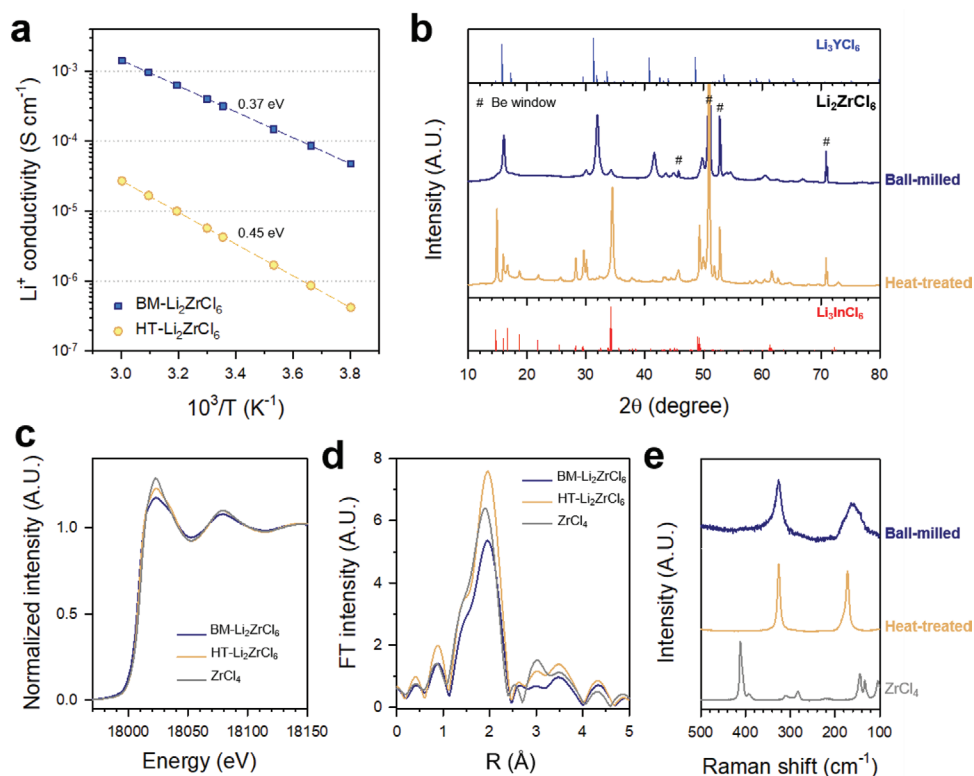 a
Li⁺ conductivity (S cm⁻¹)
10⁻³
10⁻⁴
10⁻⁵
10⁻⁶
10⁻⁷
0.37 eV
0.45 eV
BM-Li₂ZrCl₆
HT-Li₂ZrCl₆
3.0 3.2 3.4 3.6 3.8
10³/T (K⁻¹)
b
Intensity (A.U.)
Li₃YCl₆
# Be window
Li₂ZrCl₆
# # # #
Ball-milled
Heat-treated
Li₃InCl₆
10 20 30 40 50 60 70 80
2θ (degree)
c
Normalized intensity (A.U.)
1.0
0.5
0.0
BM-Li₂ZrCl₆
HT-Li₂ZrCl₆
ZrCl₄
18000 18050 18100 18150
Energy (eV)
d
FT intensity (A.U.)
8
6
4
2
0
BM-Li₂ZrCl₆
HT-Li₂ZrCl₆
ZrCl₄
0 1 2 3 4 5
R (Å)
e
Intensity (A.U.)
Ball-milled
Heat-treated
ZrCl₄
500 400 300 200 100
Raman shift (cm⁻¹)